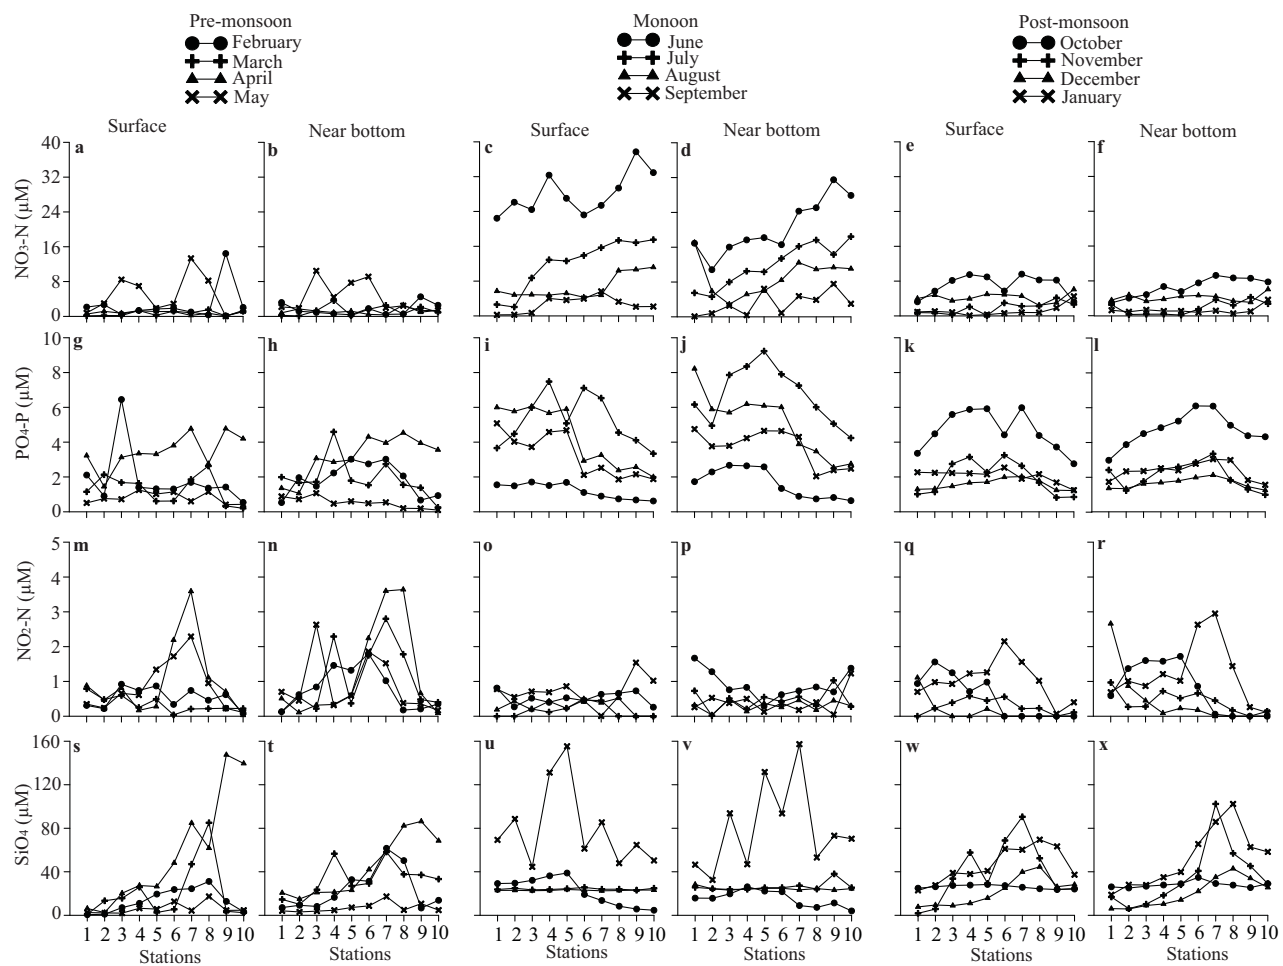 Pre-monsoon
February
March
April
May
Monoon
June
July
August
September
Post-monsoon
October
November
December
January
Surface
Near bottom
Surface
Near bottom
Surface
Near bottom
NO3-N (µM)
40
32
24
16
8
0
a
b
c
d
e
f
PO4-P (µM)
10
8
6
4
2
0
g
h
i
j
k
l
NO2-N (µM)
5
4
3
2
1
0
m
n
o
p
q
r
SiO4 (µM)
160
120
80
40
0
s
t
u
v
w
x
1 2 3 4 5 6 7 8 9 10
1 2 3 4 5 6 7 8 9 10
1 2 3 4 5 6 7 8 9 10
1 2 3 4 5 6 7 8 9 10
1 2 3 4 5 6 7 8 9 10
1 2 3 4 5 6 7 8 9 10
Stations
Stations
Stations
Stations
Stations
Stations